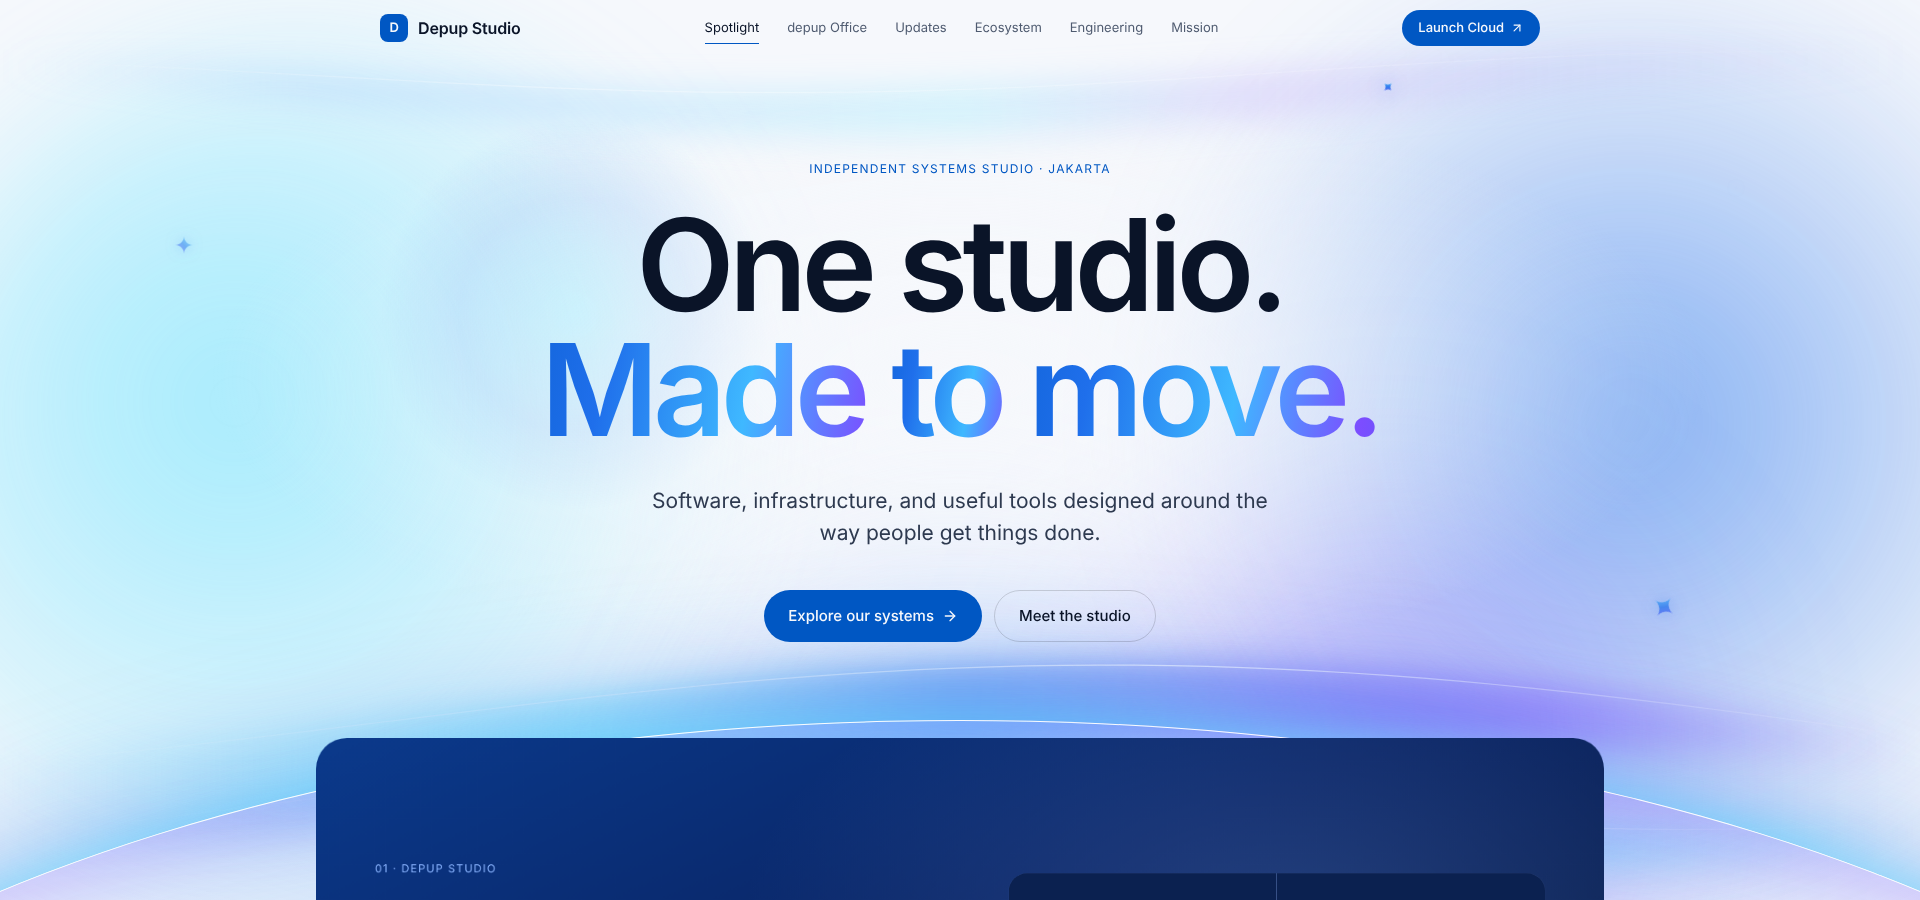 D Depup Studio Spotlight depup Office Updates Ecosystem Engineering Mission Launch Cloud
INDEPENDENT SYSTEMS STUDIO · JAKARTA
One studio.
Made to move.
Software, infrastructure, and useful tools designed around the
way people get things done.
Explore our systems Meet the studio
01 · DEPUP STUDIO